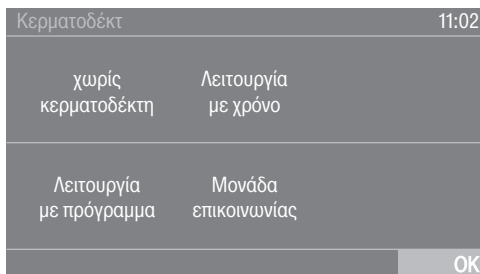 Κερματοδέκτ 11:02
χωρίς
κερματοδέκτη
Λειτουργία
με χρόνο
Λειτουργία
με πρόγραμμα
Μονάδα
επικοινωνίας
OK